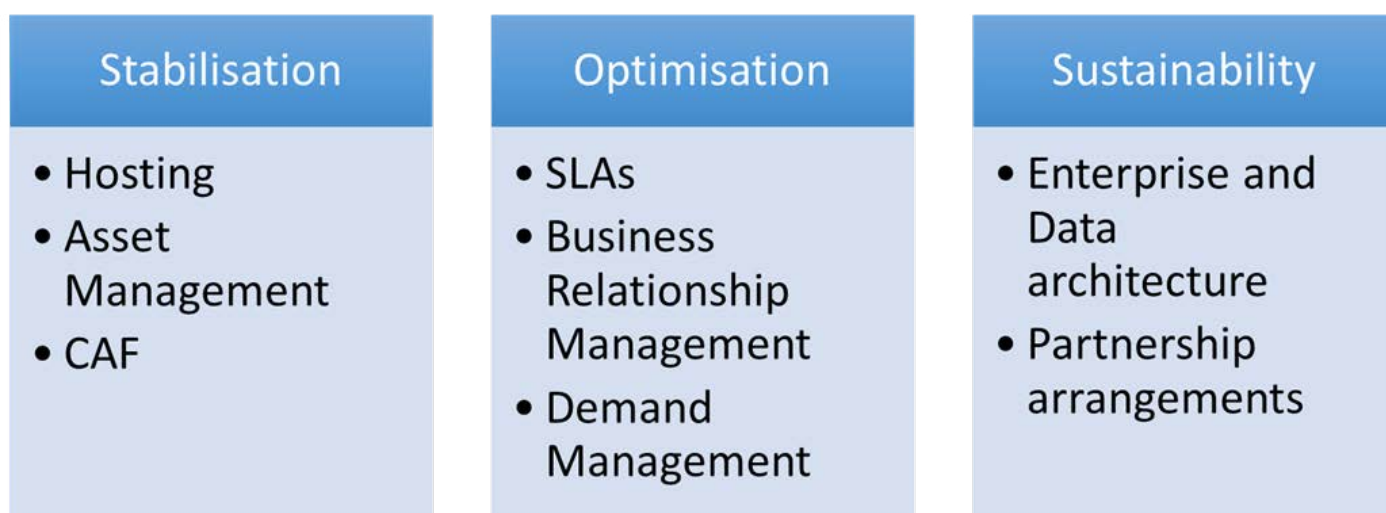 Stabilisation
• Hosting
• Asset
Management
• CAF
Optimisation
• SLAs
• Business
Relationship
Management
• Demand
Management
Sustainability
• Enterprise and
Data
architecture
• Partnership
arrangements